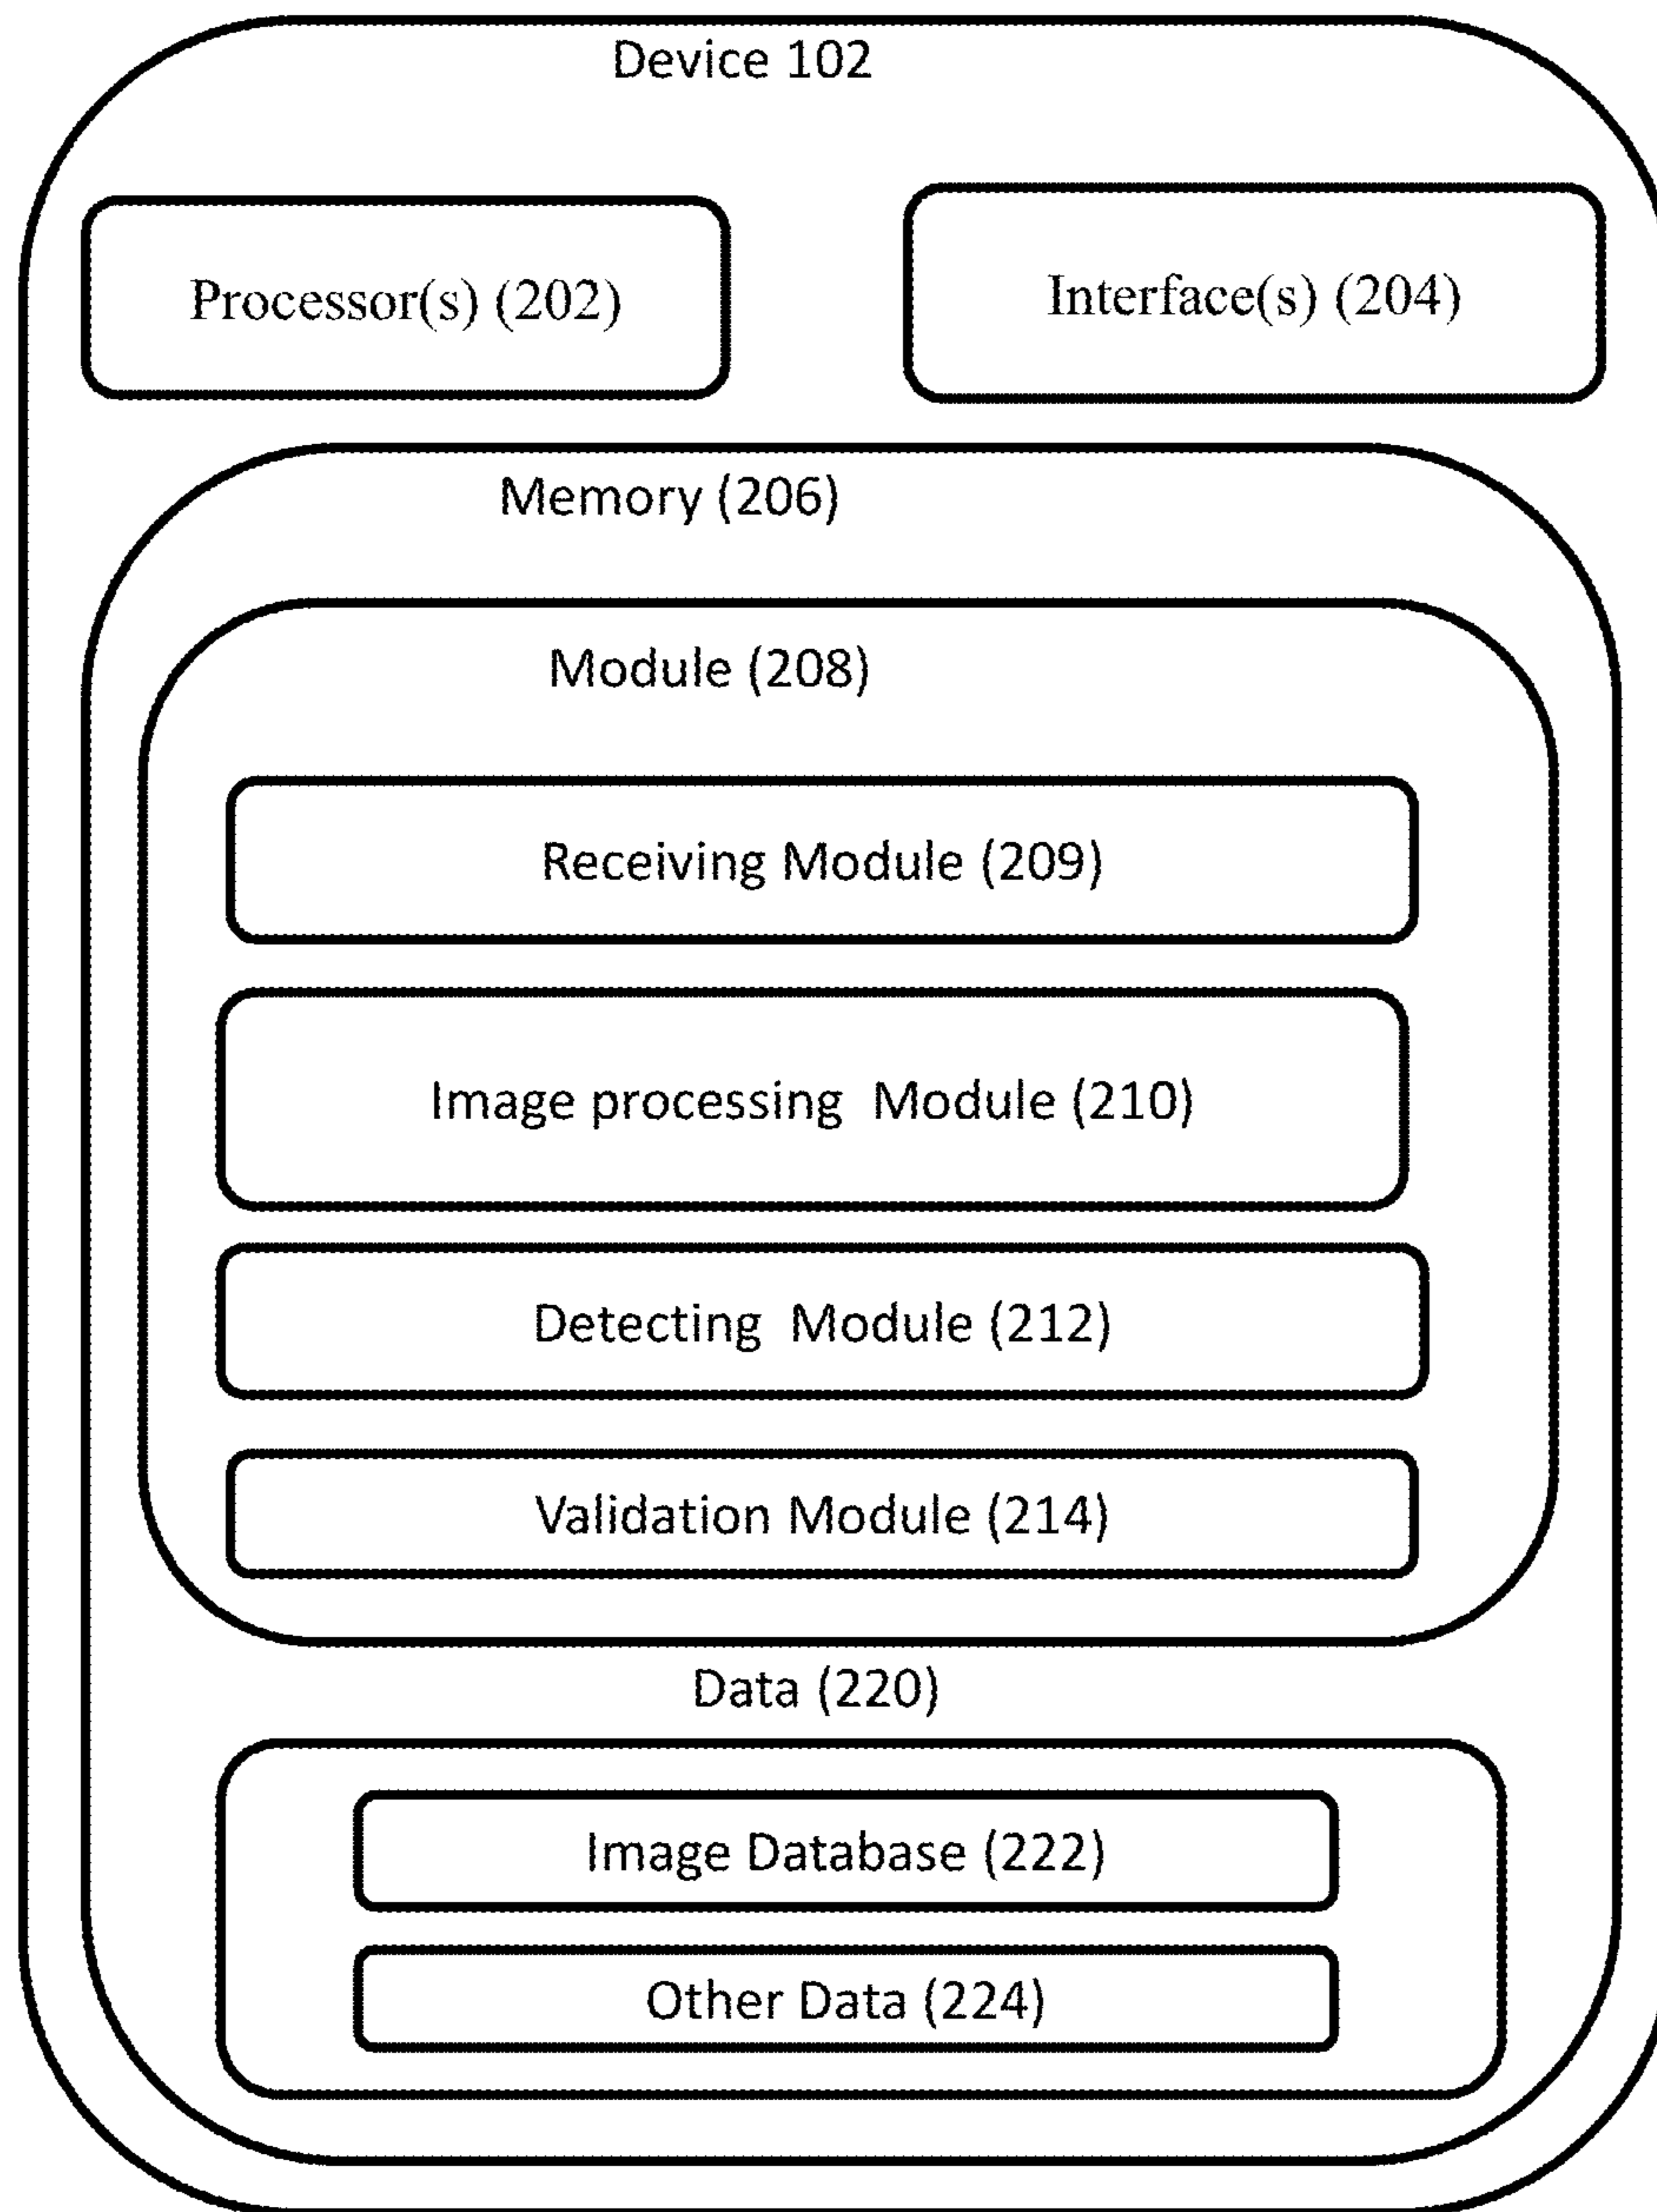 Device 102
Processor(s) (202)
Interface(s) (204)
Memory (206)
Module (208)
Receiving Module (209)
Image processing  Module (210)
Detecting  Module (212)
Validation Module (214)
Data (220)
Image Database (222)
Other Data (224)